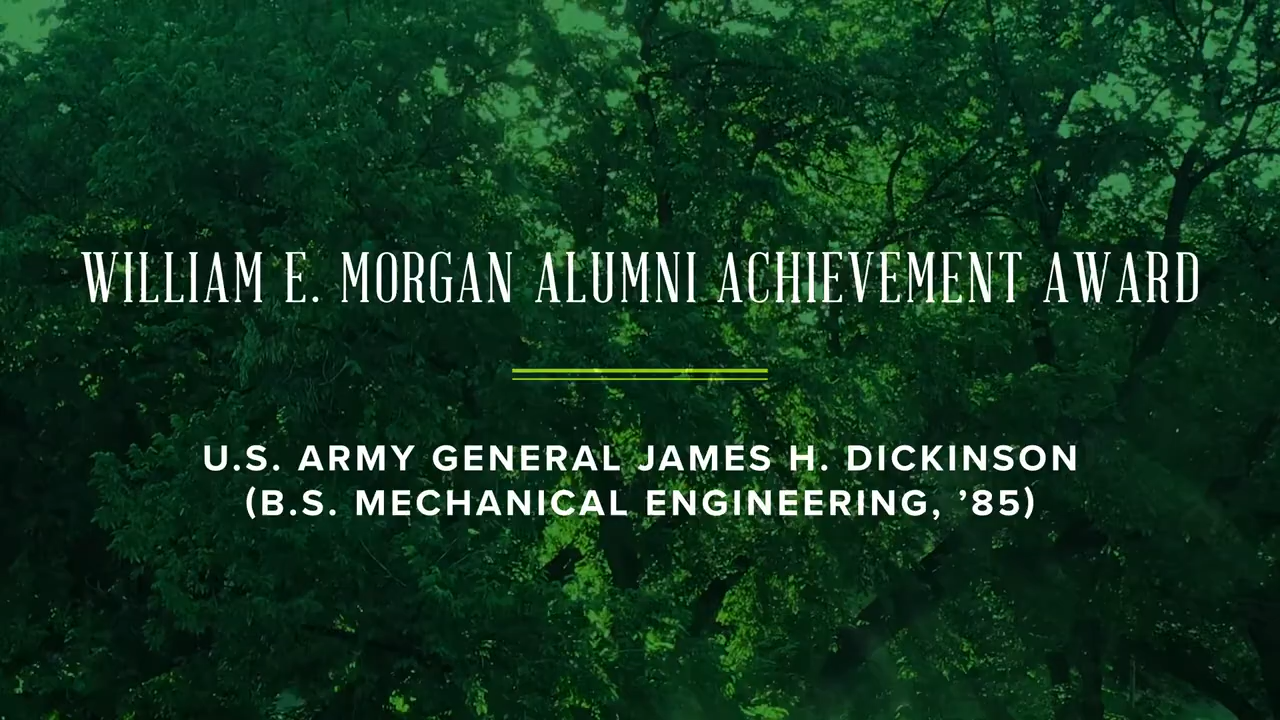 WILLIAM E. MORGAN ALUMNI ACHIEVEMENT AWARD
U.S. ARMY GENERAL JAMES H. DICKINSON
(B.S. MECHANICAL ENGINEERING, ’85)